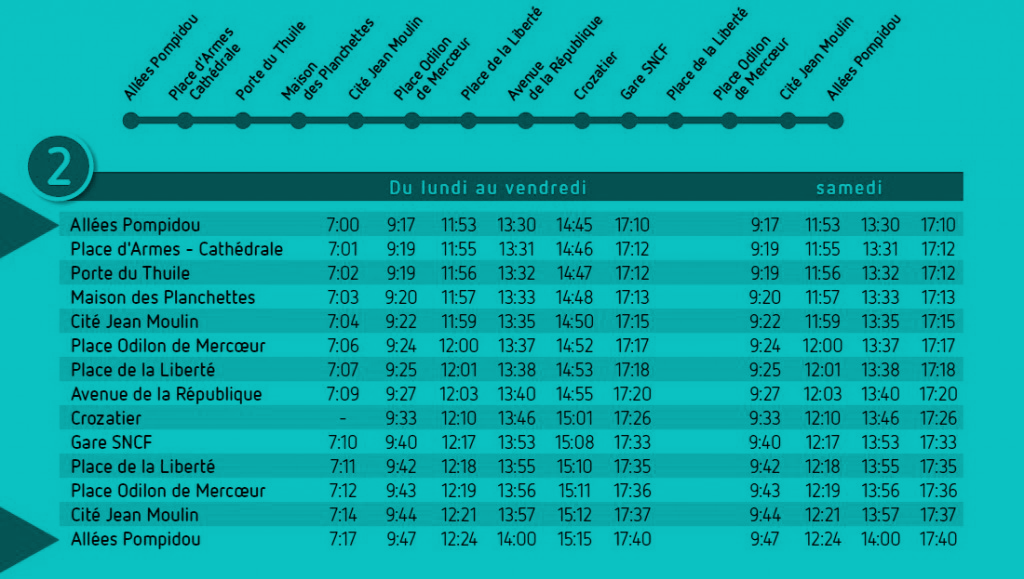 Allées Pompidou
Place d'Armes
Cathédrale
Porte du Thuile
Maison
des Planchettes
Cité Jean Moulin
Place Odilon
de Mercœur
Place de la Liberté
Avenue
de la République
Crozatier
Gare SNCF
Place de la Liberté
Place Odilon
de Mercœur
Cité Jean Moulin
Allées Pompidou
2
Du lundi au vendredi samedi
Allées Pompidou 7:00 9:17 11:53 13:30 14:45 17:10 9:17 11:53 13:30 17:10
Place d'Armes - Cathédrale 7:01 9:19 11:55 13:31 14:46 17:12 9:19 11:55 13:31 17:12
Porte du Thuile 7:02 9:19 11:56 13:32 14:47 17:12 9:19 11:56 13:32 17:12
Maison des Planchettes 7:03 9:20 11:57 13:33 14:48 17:13 9:20 11:57 13:33 17:13
Cité Jean Moulin 7:04 9:22 11:59 13:35 14:50 17:15 9:22 11:59 13:35 17:15
Place Odilon de Mercœur 7:06 9:24 12:00 13:37 14:52 17:17 9:24 12:00 13:37 17:17
Place de la Liberté 7:07 9:25 12:01 13:38 14:53 17:18 9:25 12:01 13:38 17:18
Avenue de la République 7:09 9:27 12:03 13:40 14:55 17:20 9:27 12:03 13:40 17:20
Crozatier - 9:33 12:10 13:46 15:01 17:26 9:33 12:10 13:46 17:26
Gare SNCF 7:10 9:40 12:17 13:53 15:08 17:33 9:40 12:17 13:53 17:33
Place de la Liberté 7:11 9:42 12:18 13:55 15:10 17:35 9:42 12:18 13:55 17:35
Place Odilon de Mercœur 7:12 9:43 12:19 13:56 15:11 17:36 9:43 12:19 13:56 17:36
Cité Jean Moulin 7:14 9:44 12:21 13:57 15:12 17:37 9:44 12:21 13:57 17:37
Allées Pompidou 7:17 9:47 12:24 14:00 15:15 17:40 9:47 12:24 14:00 17:40